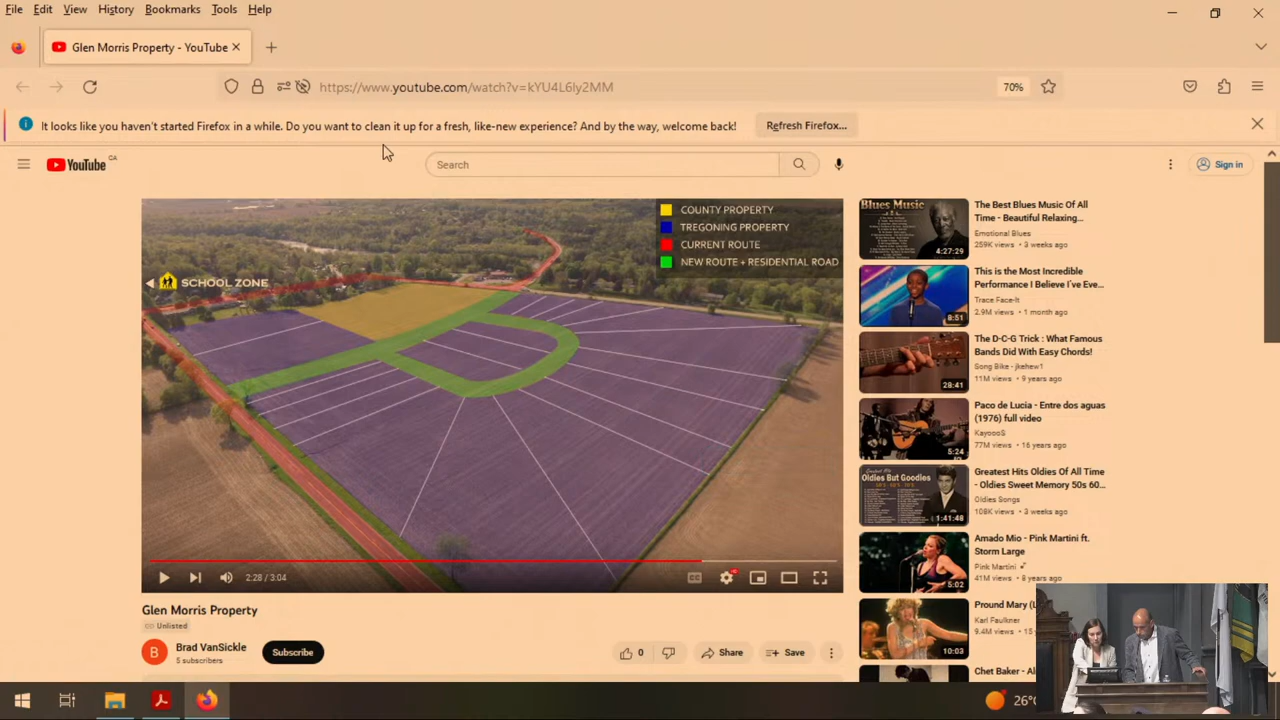 File Edit View History Bookmarks Tools Help
Glen Morris Property - YouTube
https://www.youtube.com/watch?v=kYU4L6ly2MM
70%
It looks like you haven't started Firefox in a while. Do you want to clean it up for a fresh, like-new experience? And by the way, welcome back!
Refresh Firefox...
YouTube CA
Search
Sign in
COUNTY PROPERTY
TREGONING PROPERTY
CURRENT ROUTE
NEW ROUTE + RESIDENTIAL ROAD
SCHOOL ZONE
2:28 / 3:04
Glen Morris Property
Unlisted
B
Brad VanSickle
5 subscribers
Subscribe
0
Share
Save
Blues Music
4:27:29
The Best Blues Music Of All
Time - Beautiful Relaxing...
Emotional Blues
259K views • 3 weeks ago
8:51
This is the Most Incredible
Performance I Believe I've Eve...
Trace Face-It
2.9M views • 1 month ago
28:41
The D-C-G Trick : What Famous
Bands Did With Easy Chords!
Song Bike - jkehew1
11M views • 9 years ago
5:24
Paco de Lucia - Entre dos aguas
(1976) full video
KayoooS
77M views • 16 years ago
Oldies But Goodies
1:41:48
Greatest Hits Oldies Of All Time
- Oldies Sweet Memory 50s 60...
Oldies Songs
108K views • 3 weeks ago
5:02
Amado Mio - Pink Martini ft.
Storm Large
Pink Martini
41M views • 8 years ago
10:03
Pround Mary (L
Karl Faulkner
9.4M views • 15
Chet Baker - Al
26°